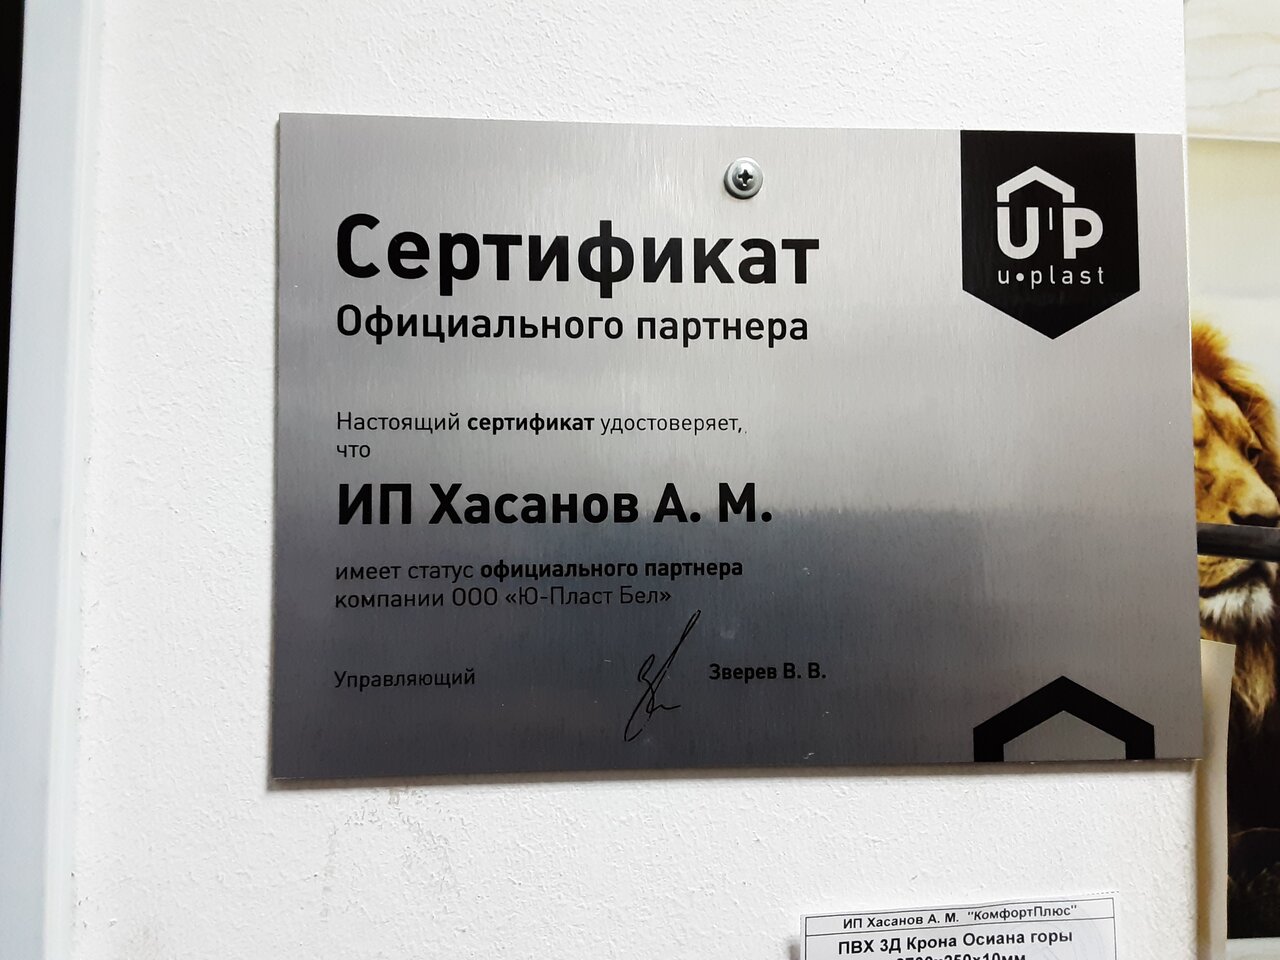 Сертификат
Официального партнера
UP
u•plast
Настоящий сертификат удостоверяет,
что
ИП Хасанов А. М.
имеет статус официального партнера
компании ООО «Ю-Пласт Бел»
Управляющий
Зверев В. В.
ИП Хасанов А. М. "КомфортПлюс"
ПВХ 3Д Крона Осиана горы